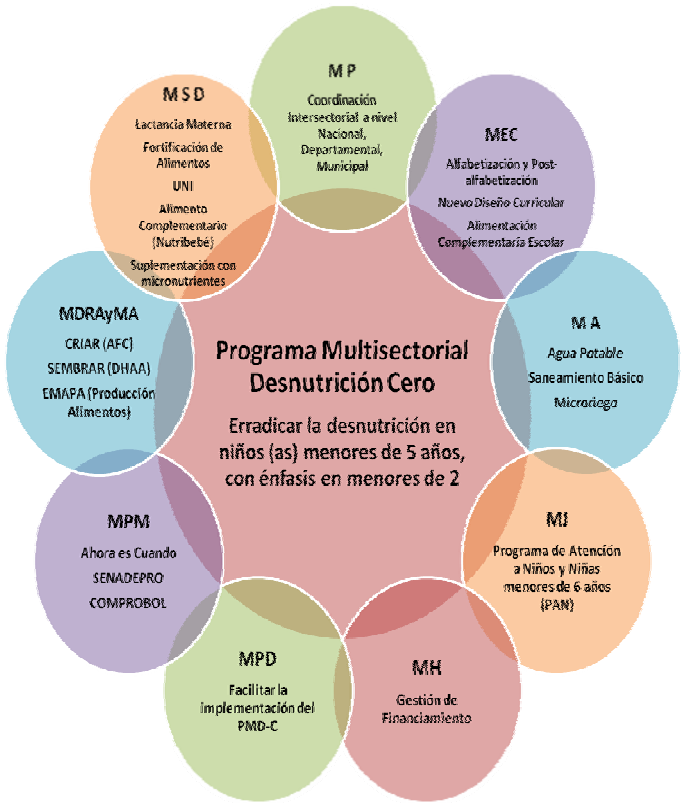 M P
Coordinación
Intersectorial a nivel
Nacional,
Departamental,
Municipal
MEC
Alfabetización y Post-
alfabetización
Nuevo Diseño Curricular
Alimentación
Complementaria Escolar
M A
Agua Potable
Saneamiento Básico
Microriego
MJ
Programa de Atención
a Niños y Niñas
menores de 6 años
(PAN)
MH
Gestión de
Financiamiento
MPD
Facilitar la
implementación del
PMD-C
MPM
Ahora es Cuando
SENADEPRO
COMPROBOL
MDRAyMA
CRIAR (AFC)
SEMBRAR (DHAA)
EMAPA (Producción
Alimentos)
M S D
Lactancia Materna
Fortificación de
Alimentos
UNI
Alimento
Complementario
(Nutribebé)
Suplementación con
micronutrientes
Programa Multisectorial
Desnutrición Cero
Erradicar la desnutrición en
niños (as) menores de 5 años,
con énfasis en menores de 2